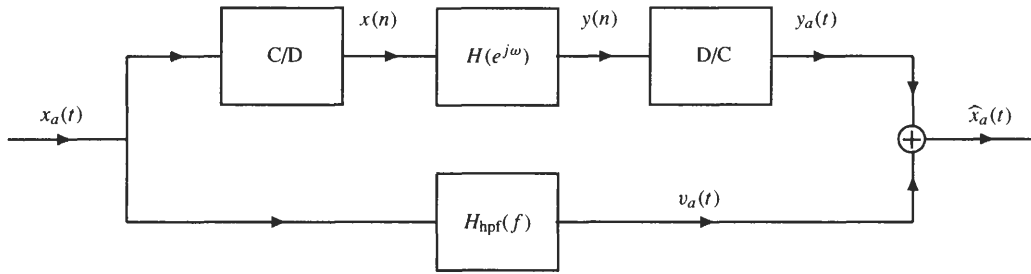 x(n)
y(n)
y_a(t)
C/D
H(e^{jω})
D/C
x_a(t)
x̂_a(t)
+
H_hpf(f)
v_a(t)